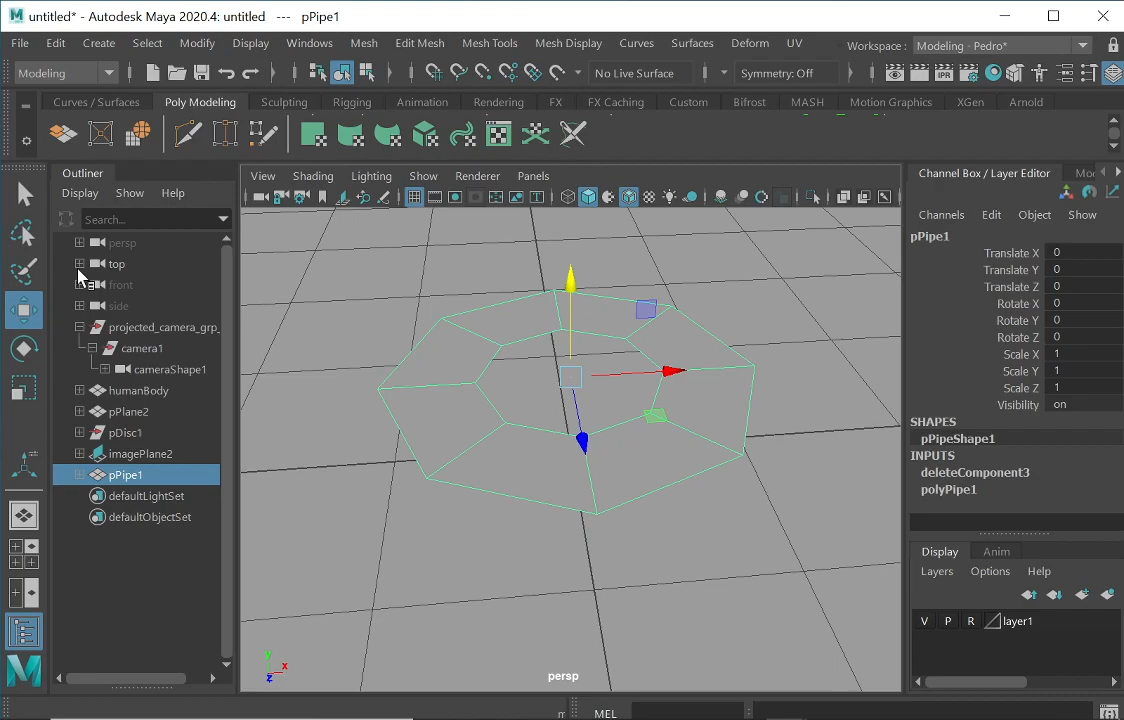 untitled* - Autodesk Maya 2020.4: untitled --- pPipe1
File Edit Create Select Modify Display Windows Mesh Edit Mesh Mesh Tools Mesh Display Curves Surfaces Deform UV Workspace : Modeling - Pedro*
Modeling No Live Surface Symmetry: Off IPR
Curves / Surfaces Poly Modeling Sculpting Rigging Animation Rendering FX FX Caching Custom Bifrost MASH Motion Graphics XGen Arnold
Outliner
Display Show Help
Search...
persp
top
front
side
projected_camera_grp_
camera1
cameraShape1
humanBody
pPlane2
pDisc1
imagePlane2
pPipe1
defaultLightSet
defaultObjectSet
View Shading Lighting Show Renderer Panels
y
x
z
persp
MEL
Channel Box / Layer Editor
Channels Edit Object Show
pPipe1
Translate X 0
Translate Y 0
Translate Z 0
Rotate X 0
Rotate Y 0
Rotate Z 0
Scale X 1
Scale Y 1
Scale Z 1
Visibility on
SHAPES
pPipeShape1
INPUTS
deleteComponent3
polyPipe1
Display Anim
Layers Options Help
V P R layer1